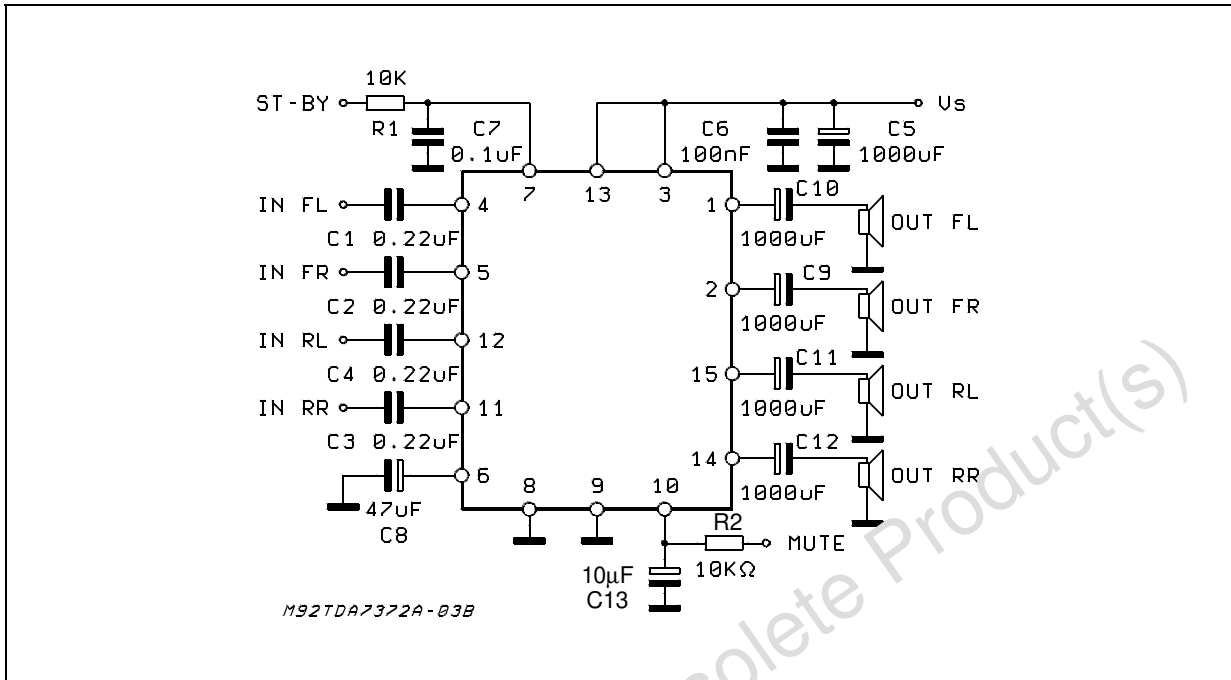 10K
ST-BY
Vs
R1
C7
0.1uF
C6
100nF
C5
1000uF
7
13
3
IN FL
4
C1 0.22uF
IN FR
5
C2 0.22uF
IN RL
12
C4 0.22uF
IN RR
11
C3 0.22uF
6
47uF
C8
8
9
10
1
C10
1000uF
OUT FL
2
C9
1000uF
OUT FR
15
C11
1000uF
OUT RL
14
C12
1000uF
OUT RR
R2
MUTE
10KΩ
10µF
C13
M92TDA7372A-03B
solete Product(s)